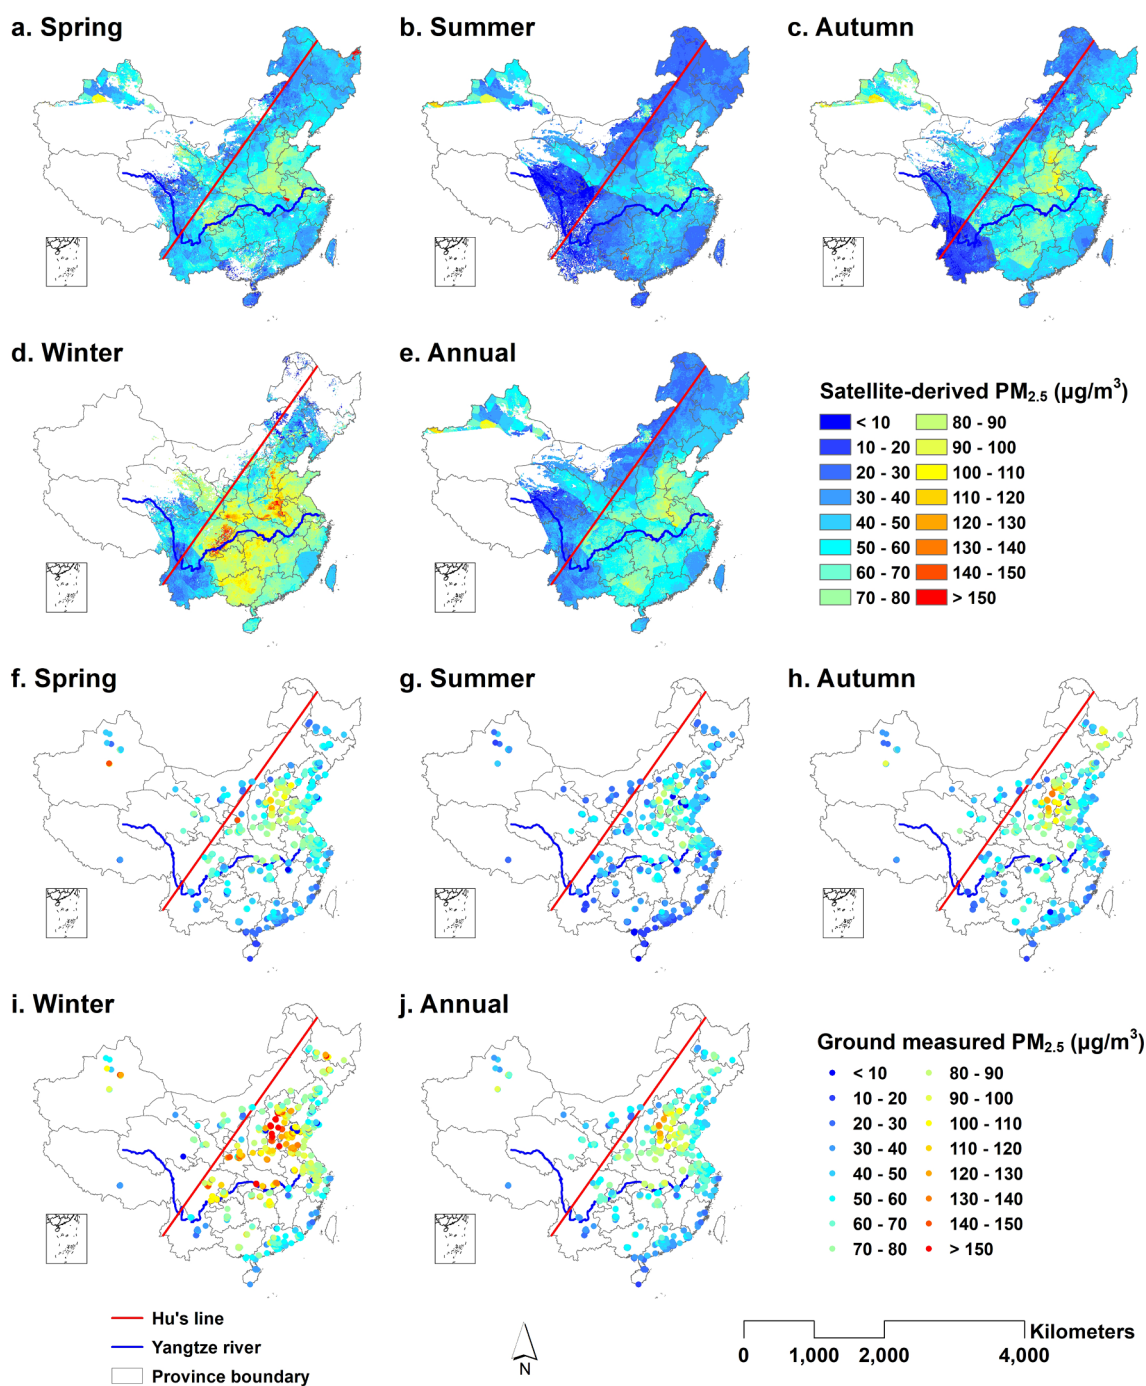 a. Spring
b. Summer
c. Autumn
d. Winter
e. Annual
Satellite-derived PM2.5 (µg/m3)
< 10
80 - 90
10 - 20
90 - 100
20 - 30
100 - 110
30 - 40
110 - 120
40 - 50
120 - 130
50 - 60
130 - 140
60 - 70
140 - 150
70 - 80
> 150
f. Spring
g. Summer
h. Autumn
i. Winter
j. Annual
Ground measured PM2.5 (µg/m3)
< 10
80 - 90
10 - 20
90 - 100
20 - 30
100 - 110
30 - 40
110 - 120
40 - 50
120 - 130
50 - 60
130 - 140
60 - 70
140 - 150
70 - 80
> 150
Hu's line
Yangtze river
Province boundary
N
Kilometers
0 1,000 2,000 4,000